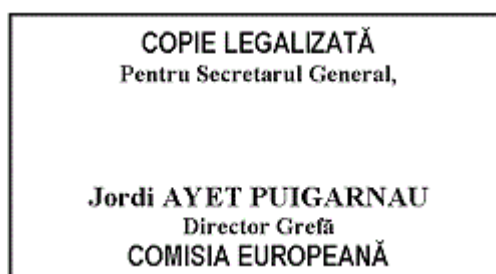 COPIE LEGALIZATĂ
Pentru Secretarul General,
Jordi AYET PUIGARNAU
Director Grefă
COMISIA EUROPEANĂ